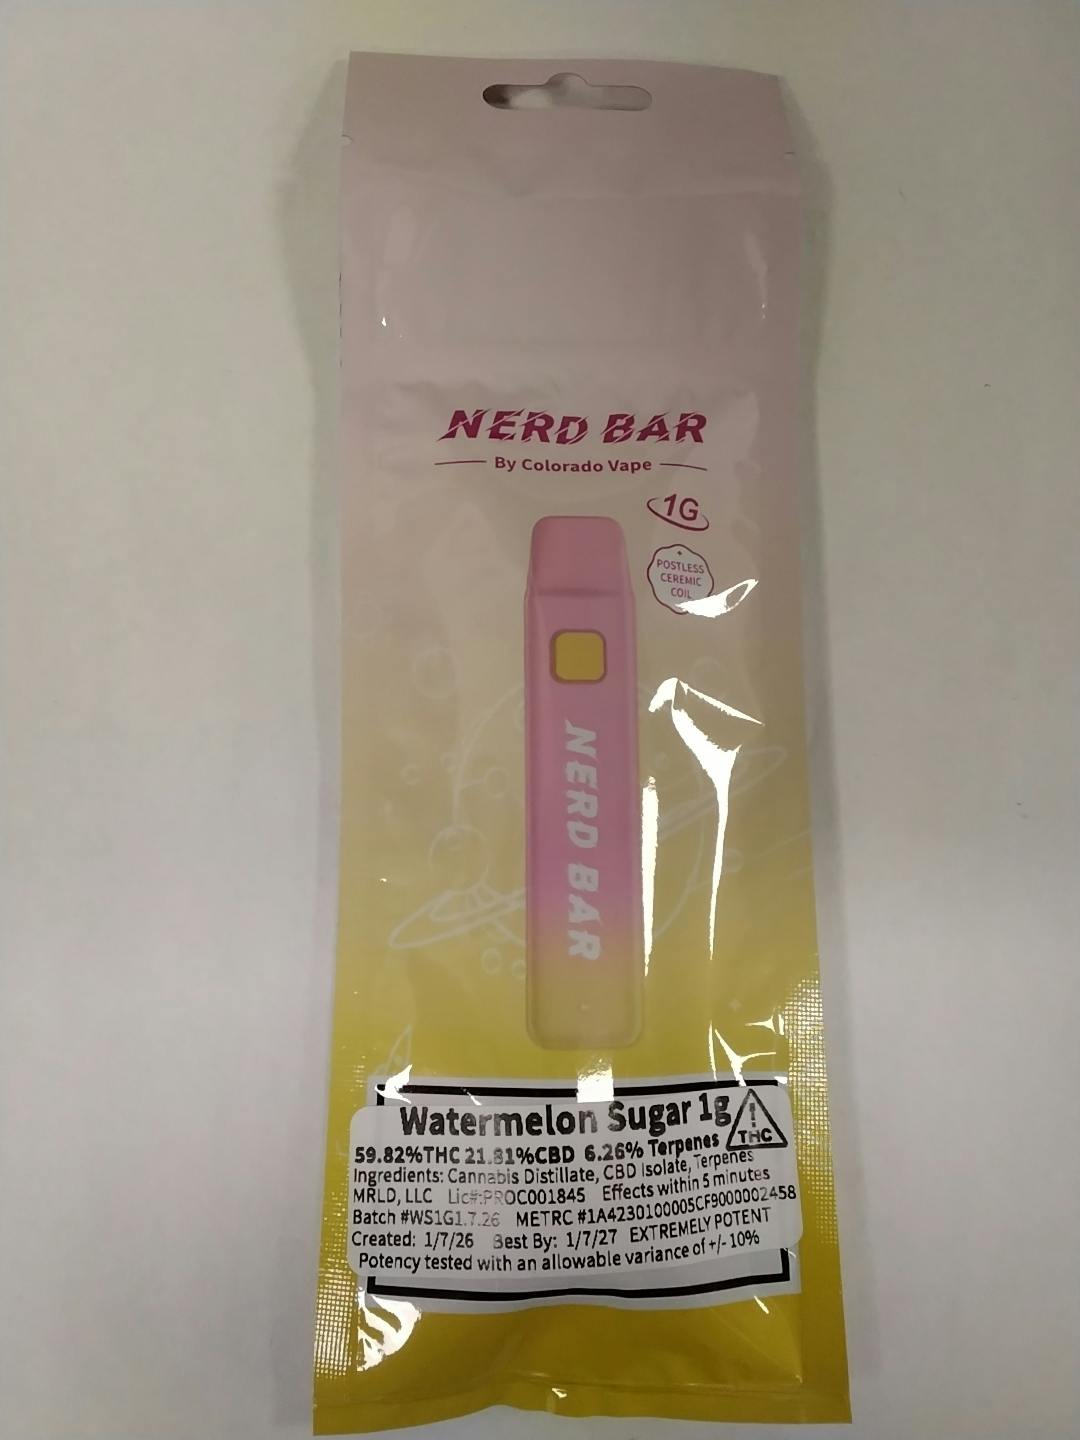 NERD BAR
By Colorado Vape
1G
POSTLESS
CEREMIC
COIL
NERD BAR
Watermelon Sugar 1g
! THC
59.82%THC 21.81%CBD 6.26% Terpenes
Ingredients: Cannabis Distillate, CBD Isolate, Terpenes
MRLD, LLC Lic#:PROC001845 Effects within 5 minutes
Batch #WS1G1.7.26 METRC #1A4230100005CF9000002458
Created: 1/7/26 Best By: 1/7/27 EXTREMELY POTENT
Potency tested with an allowable variance of +/- 10%